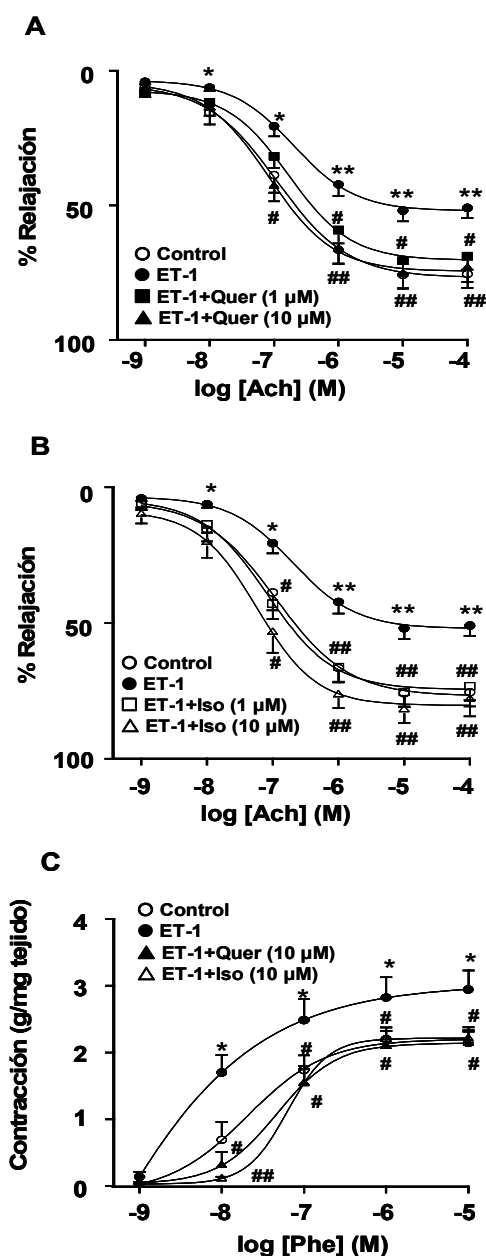 A
0
50
100
% Relajación
* * ** ** **
# # # #
## ## ##
Control
ET-1
ET-1+Quer (1 µM)
ET-1+Quer (10 µM)
-9 -8 -7 -6 -5 -4
log [Ach] (M)
B
0
50
100
% Relajación
* * ** ** **
# ## ## ##
# ## ## ##
Control
ET-1
ET-1+Iso (1 µM)
ET-1+Iso (10 µM)
-9 -8 -7 -6 -5 -4
log [Ach] (M)
C
4
3
2
1
0
Contracción (g/mg tejido)
Control
ET-1
ET-1+Quer (10 µM)
ET-1+Iso (10 µM)
* * * *
# # # #
## # # #
-9 -8 -7 -6 -5
log [Phe] (M)